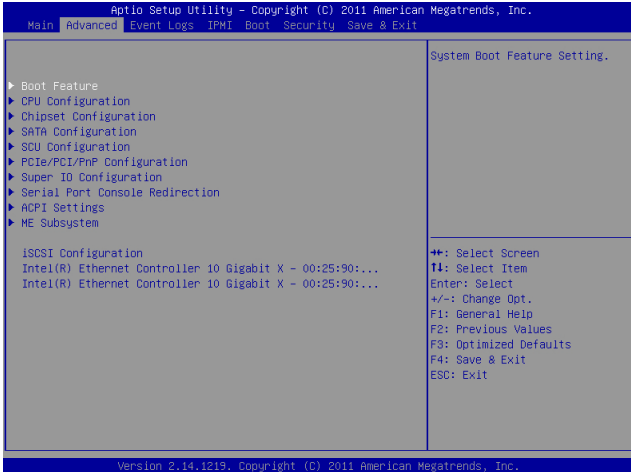 Aptio Setup Utility – Copyright (C) 2011 American Megatrends, Inc.
Main Advanced Event Logs IPMI Boot Security Save & Exit
System Boot Feature Setting.
▶ Boot Feature
▶ CPU Configuration
▶ Chipset Configuration
▶ SATA Configuration
▶ SCU Configuration
▶ PCIe/PCI/PnP Configuration
▶ Super IO Configuration
▶ Serial Port Console Redirection
▶ ACPI Settings
▶ ME Subsystem
iSCSI Configuration
Intel(R) Ethernet Controller 10 Gigabit X – 00:25:90:...
Intel(R) Ethernet Controller 10 Gigabit X – 00:25:90:...
→←: Select Screen
↑↓: Select Item
Enter: Select
+/-: Change Opt.
F1: General Help
F2: Previous Values
F3: Optimized Defaults
F4: Save & Exit
ESC: Exit
Version 2.14.1219. Copyright (C) 2011 American Megatrends, Inc.